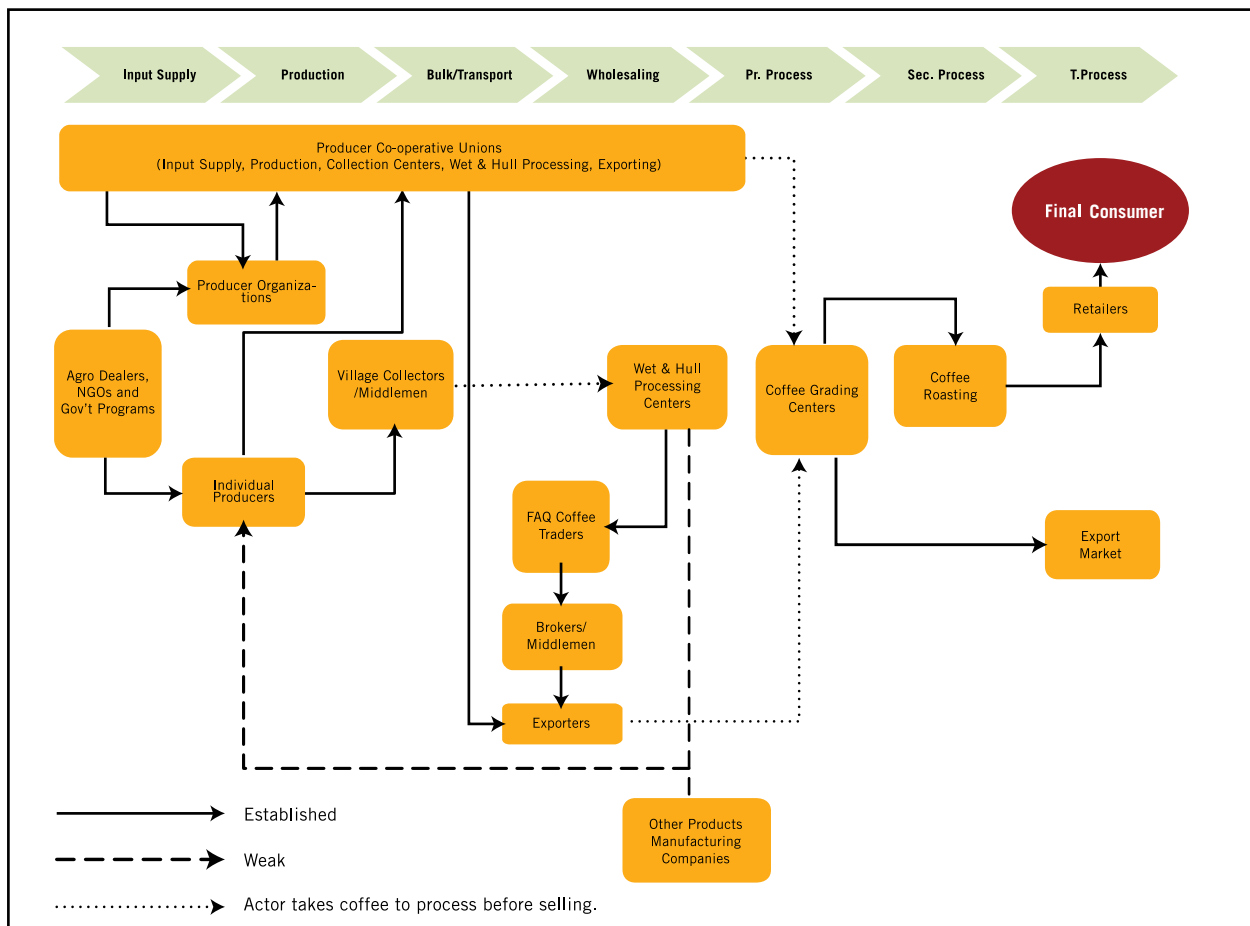 Input Supply
Production
Bulk/Transport
Wholesaling
Pr. Process
Sec. Process
T.Process
Producer Co-operative Unions
(Input Supply, Production, Collection Centers, Wet & Hull Processing, Exporting)
Final Consumer
Producer Organiza-
tions
Retailers
Agro Dealers,
NGOs and
Gov't Programs
Village Collectors
/Middlemen
Wet & Hull
Processing
Centers
Coffee Grading
Centers
Coffee
Roasting
Individual
Producers
FAQ Coffee
Traders
Export
Market
Brokers/
Middlemen
Exporters
Other Products
Manufacturing
Companies
Established
Weak
Actor takes coffee to process before selling.